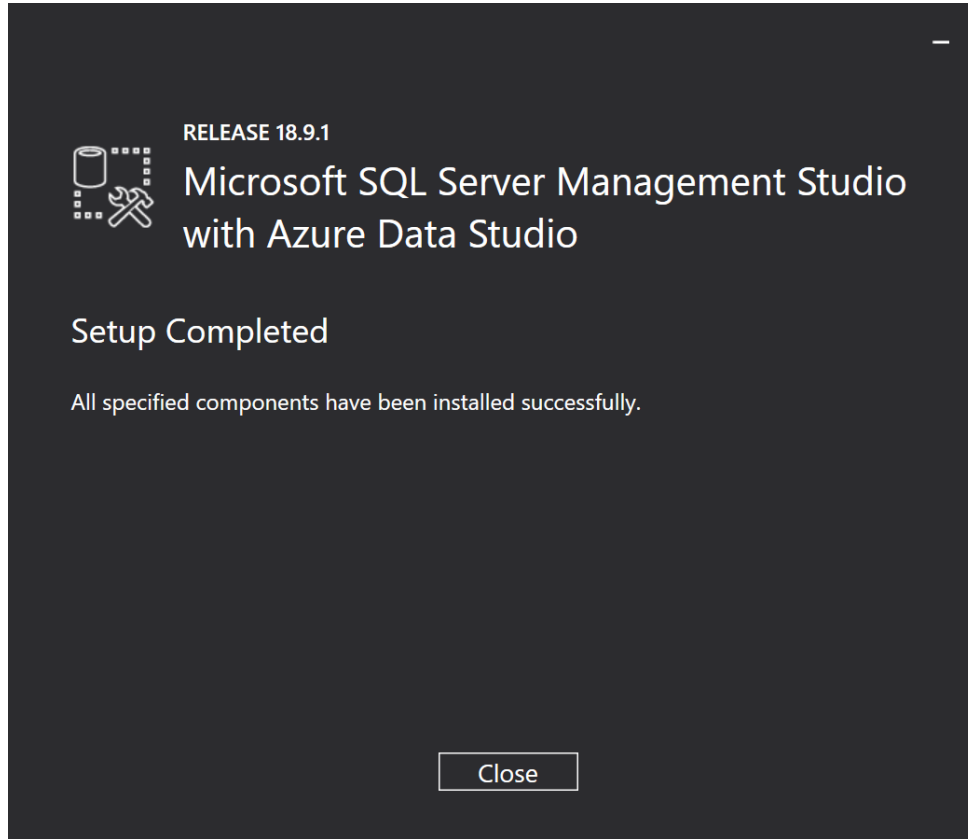 RELEASE 18.9.1
Microsoft SQL Server Management Studio
with Azure Data Studio
Setup Completed
All specified components have been installed successfully.
Close